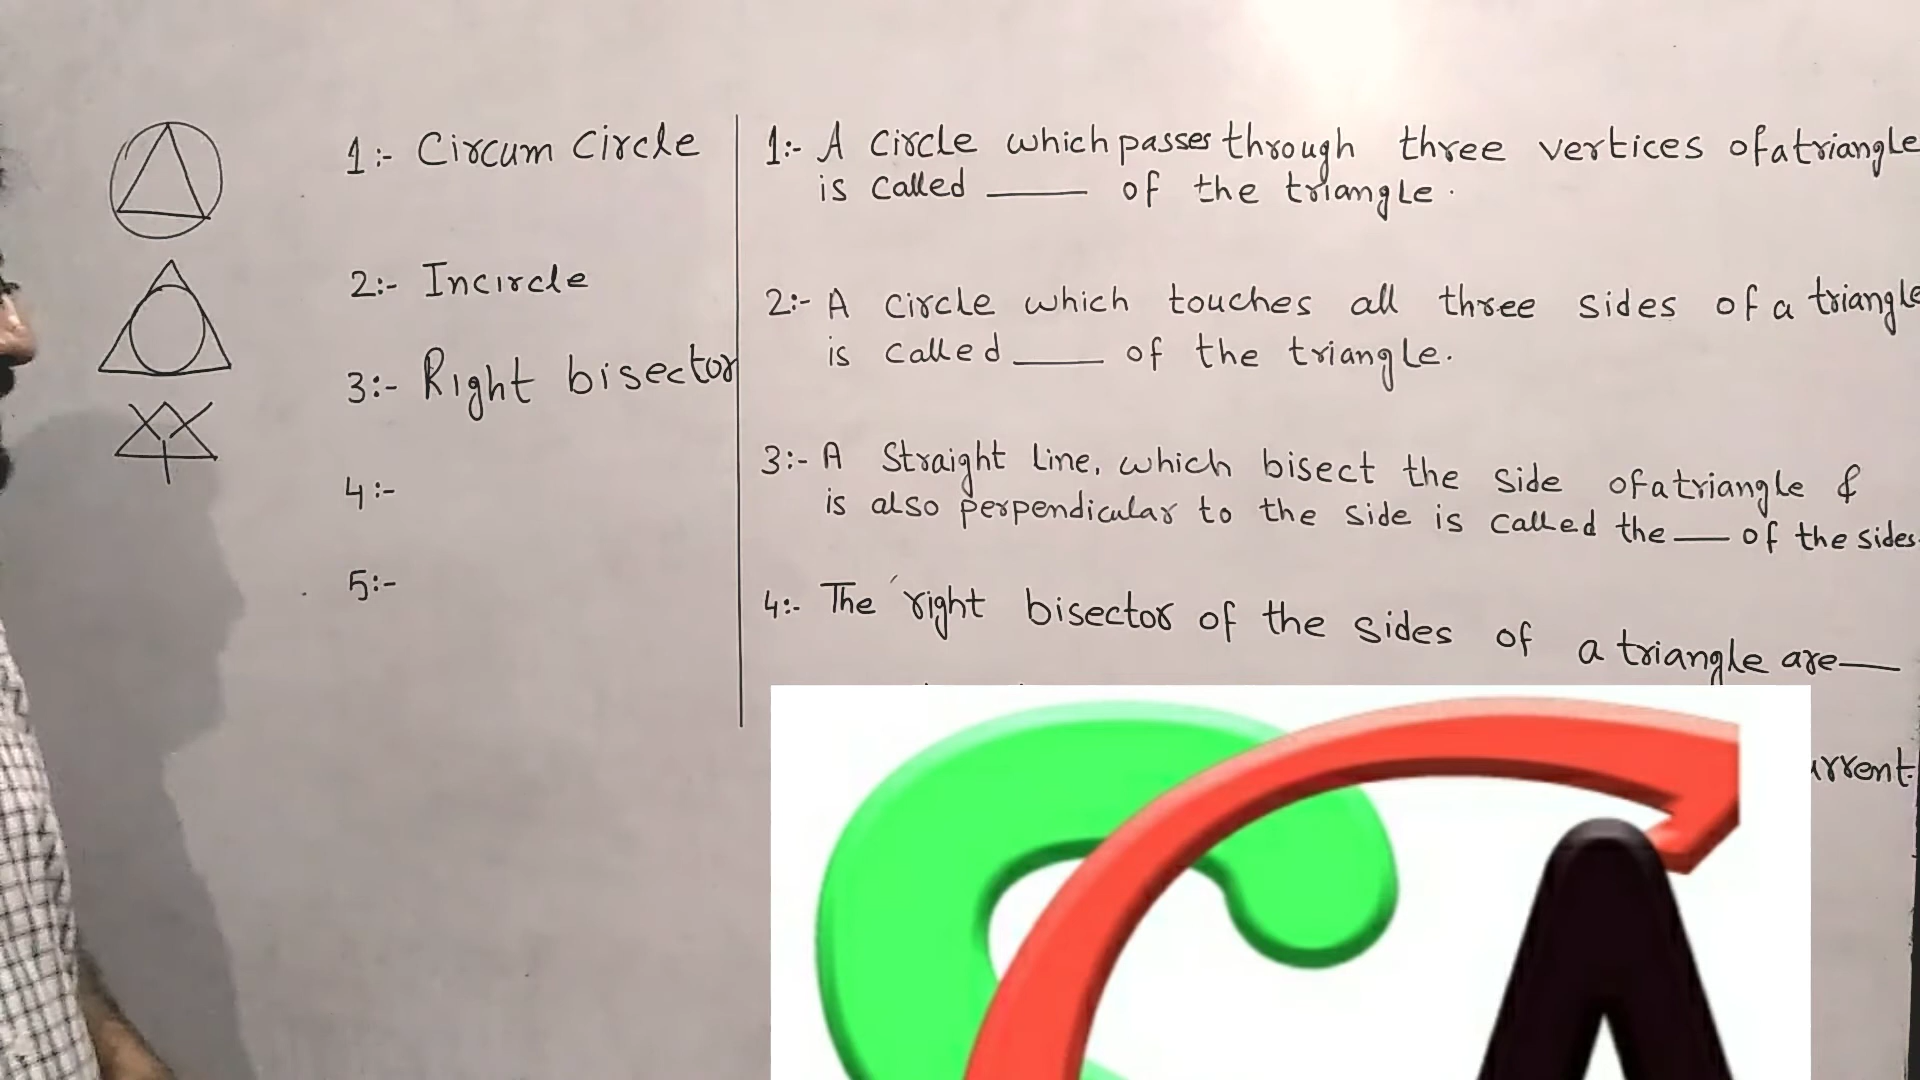 1:- Circum Circle
2:- Incircle
3:- Right bisector
4:-
5:-
1:- A Circle which passes through three vertices of a triangle
is called ____ of the triangle.
2:- A circle which touches all three sides of a triangle
is called ____ of the triangle.
3:- A Straight Line, which bisect the side of a triangle &
is also perpendicular to the side is called the ___ of the sides.
4:- The right bisector of the sides of a triangle are ___